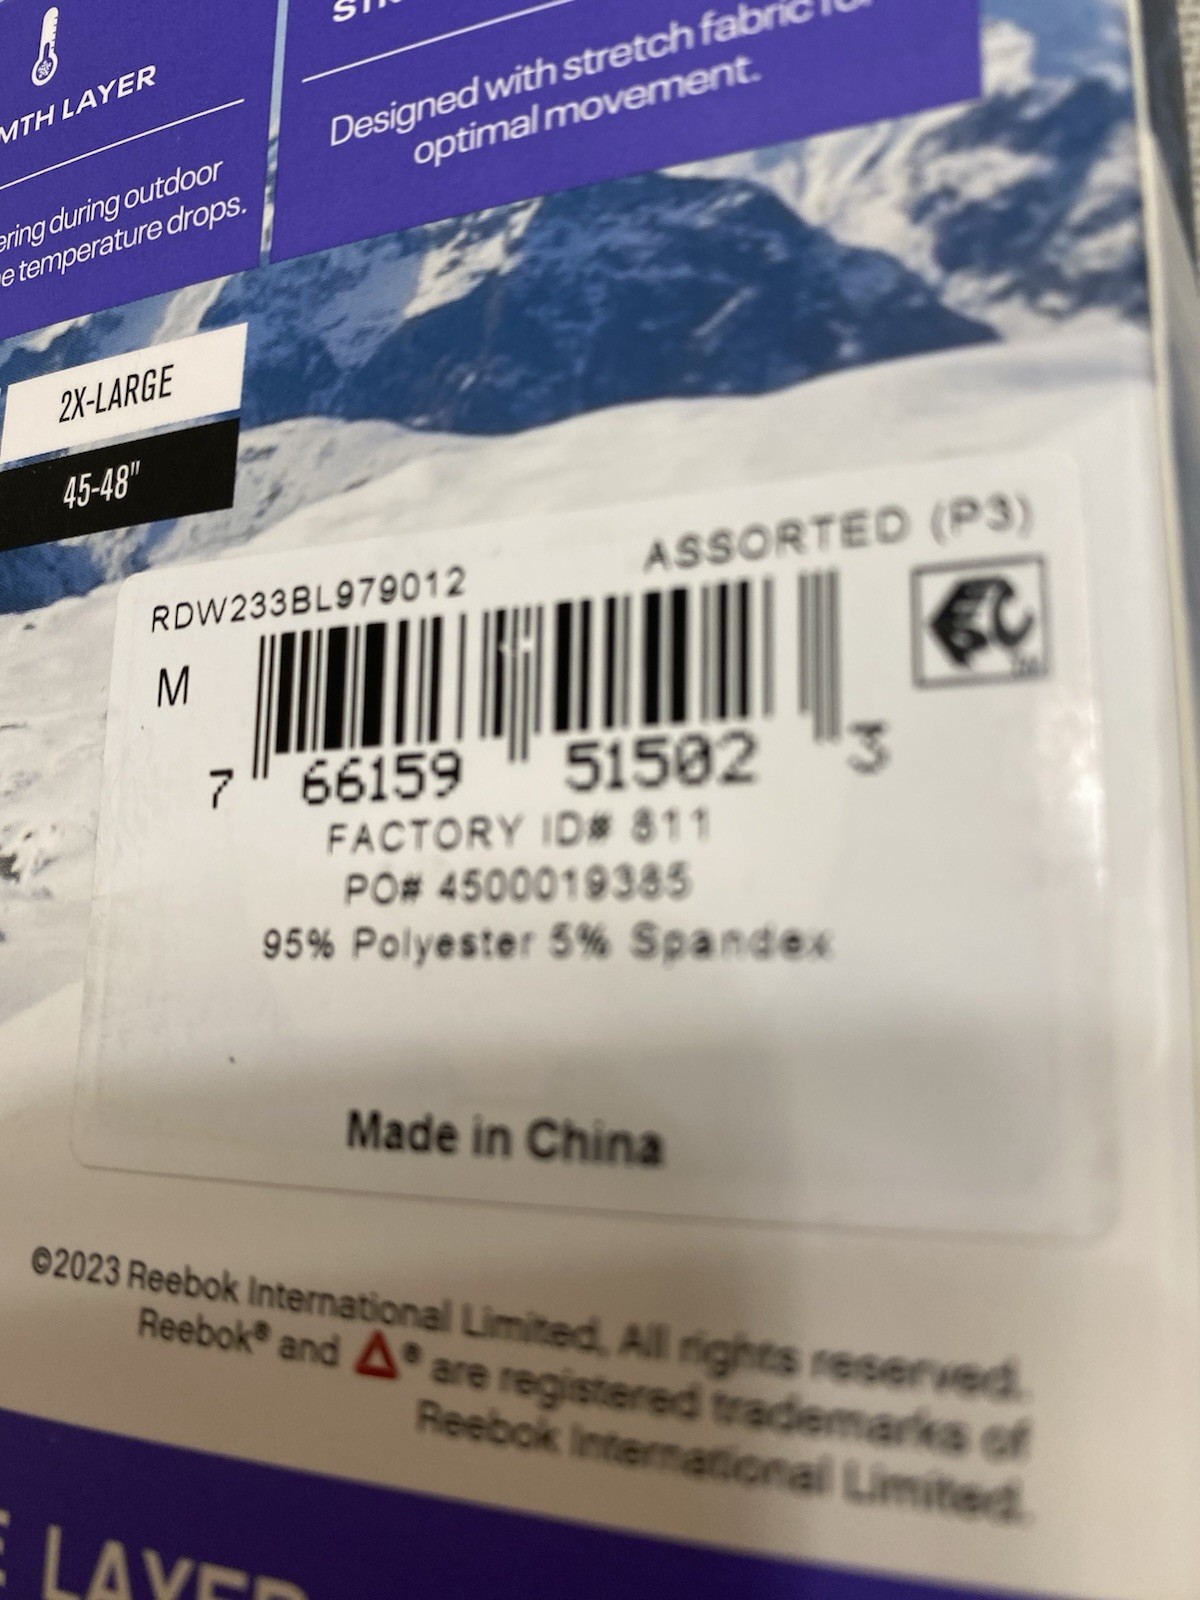 MTH LAYER
ering during outdoor
e temperature drops.
Designed with stretch fabric for
optimal movement.
2X-LARGE
45-48"
RDW233BL979012
ASSORTED (P3)
M
7 66159 51502 3
FACTORY ID# 811
PO# 4500019385
95% Polyester 5% Spandex
Made in China
©2023 Reebok International Limited. All rights reserved.
Reebok® and ® are registered trademarks of
Reebok International Limited.
E LAYER